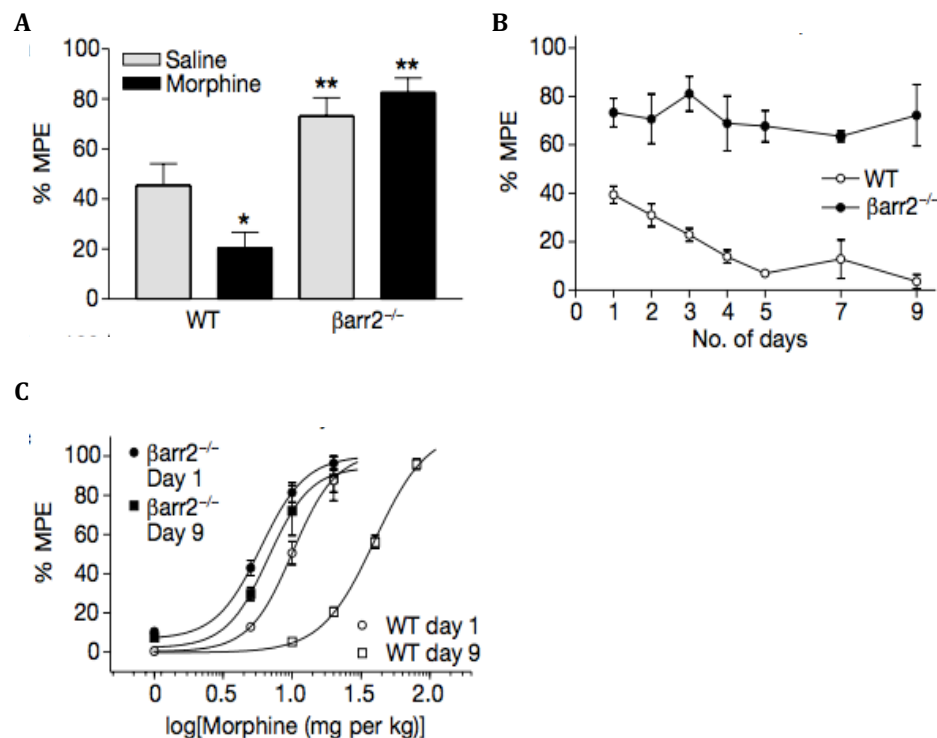 A
100
80
60
40
20
0
% MPE
Saline
Morphine
*
**
**
WT
βarr2⁻/⁻
B
100
80
60
40
20
0
% MPE
WT
βarr2⁻/⁻
0 1 2 3 4 5 7 9
No. of days
C
100
80
60
40
20
0
% MPE
βarr2⁻/⁻
Day 1
βarr2⁻/⁻
Day 9
WT day 1
WT day 9
0 0.5 1.0 1.5 2.0
log[Morphine (mg per kg)]